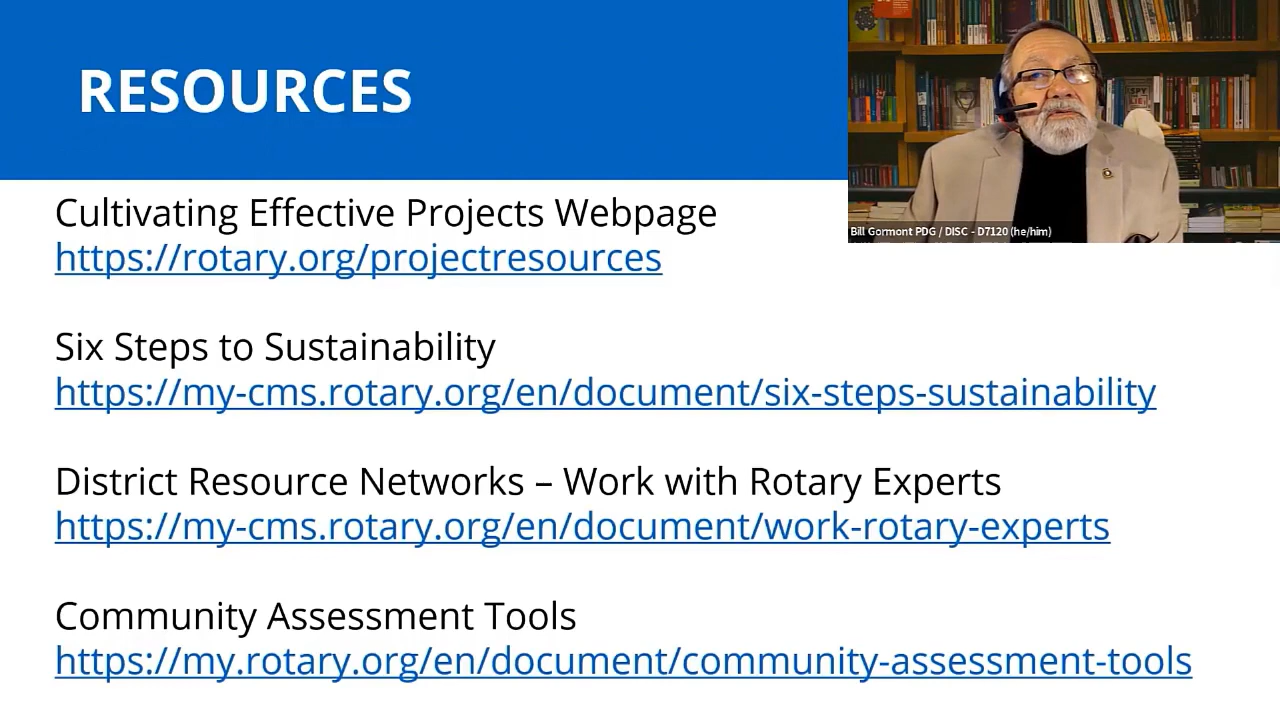 RESOURCES
Cultivating Effective Projects Webpage
https://rotary.org/projectresources
Six Steps to Sustainability
https://my-cms.rotary.org/en/document/six-steps-sustainability
District Resource Networks – Work with Rotary Experts
https://my-cms.rotary.org/en/document/work-rotary-experts
Community Assessment Tools
https://my.rotary.org/en/document/community-assessment-tools
SPY
LIE
Bill Gormont PDG / DISC - D7120 (he/him)